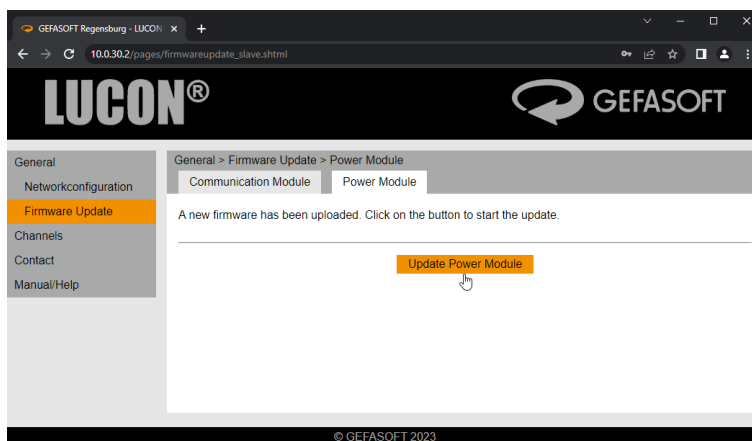 GEFASOFT Regensburg - LUCON
10.0.30.2/pages/firmwareupdate_slave.shtml
LUCON®
GEFASOFT
General
Networkconfiguration
Firmware Update
Channels
Contact
Manual/Help
General > Firmware Update > Power Module
Communication Module Power Module
A new firmware has been uploaded. Click on the button to start the update.
Update Power Module
© GEFASOFT 2023